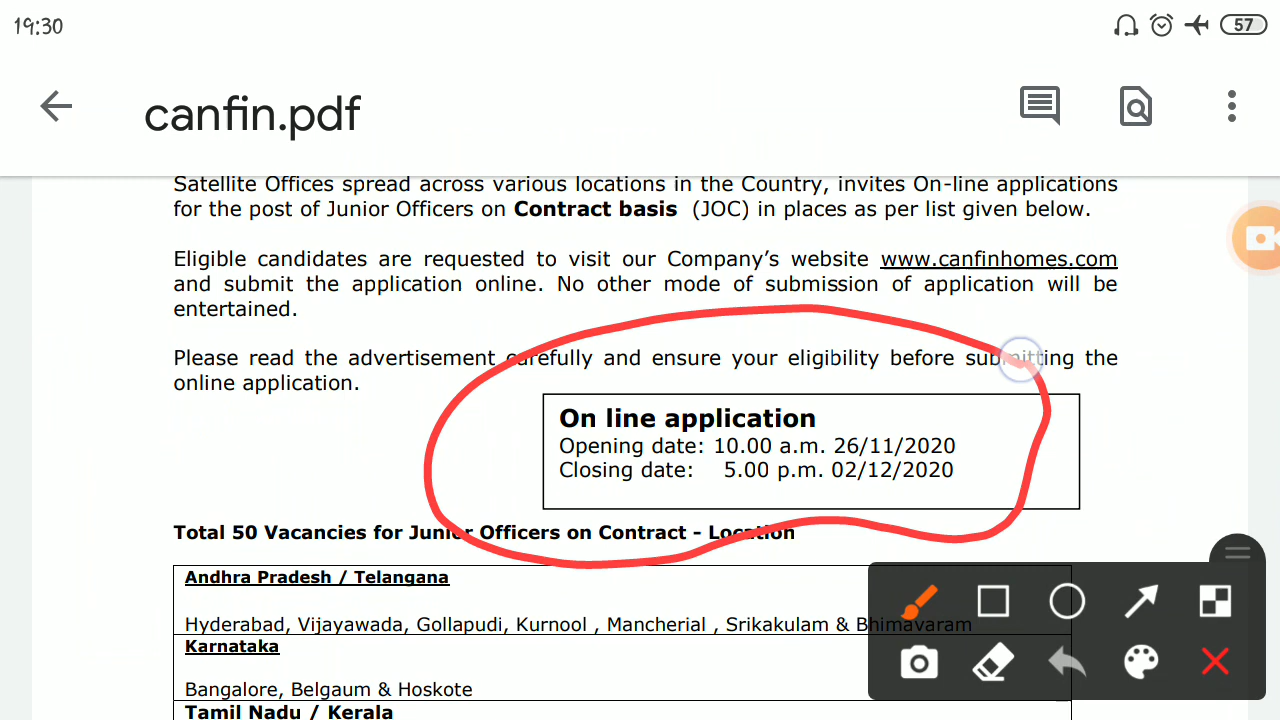 19:30
57
canfin.pdf
Satellite Offices spread across various locations in the Country, invites On-line applications
for the post of Junior Officers on Contract basis (JOC) in places as per list given below.
Eligible candidates are requested to visit our Company's website www.canfinhomes.com
and submit the application online. No other mode of submission of application will be
entertained.
Please read the advertisement carefully and ensure your eligibility before submitting the
online application.
On line application
Opening date: 10.00 a.m. 26/11/2020
Closing date: 5.00 p.m. 02/12/2020
Total 50 Vacancies for Junior Officers on Contract - Location
Andhra Pradesh / Telangana
Hyderabad, Vijayawada, Gollapudi, Kurnool , Mancherial , Srikakulam & Bhimavaram
Karnataka
Bangalore, Belgaum & Hoskote
Tamil Nadu / Kerala